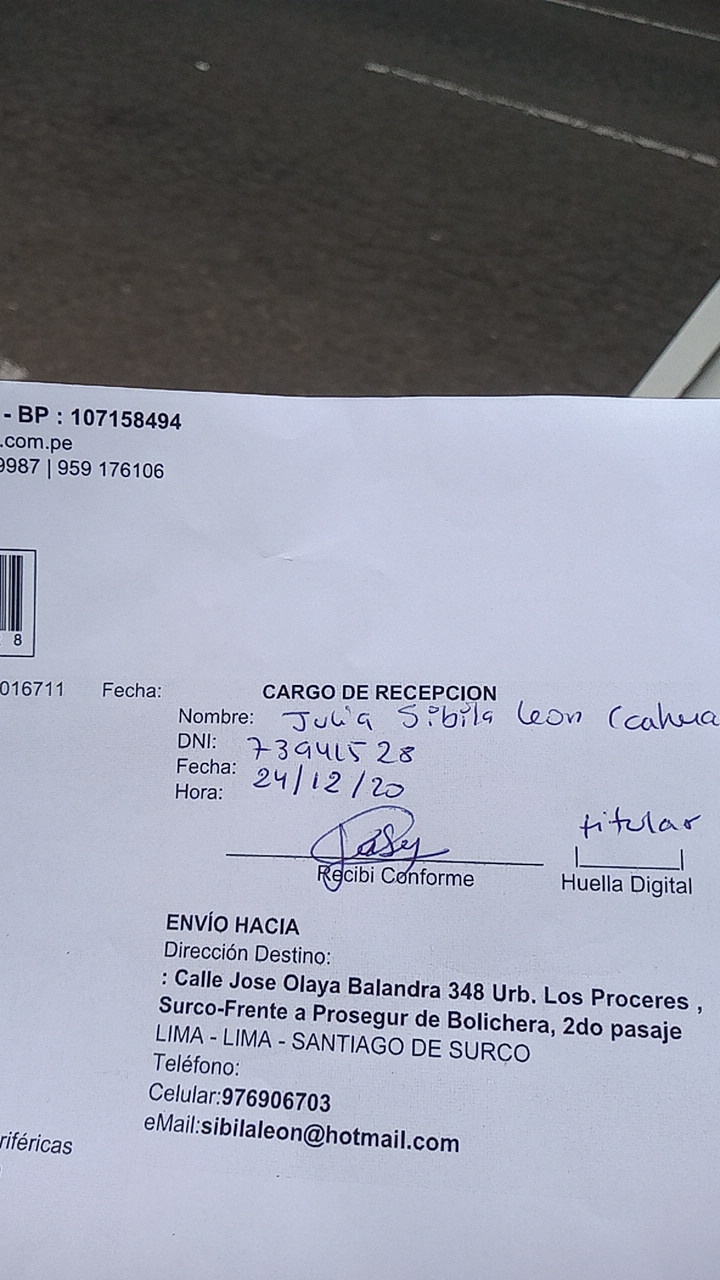 - BP : 107158494
.com.pe
9987 | 959 176106
8
016711 Fecha:
CARGO DE RECEPCION
Nombre: Julia Sibila Leon Ccahua
DNI: 73941528
Fecha: 24/12/20
Hora:
titular
Recibi Conforme
Huella Digital
ENVÍO HACIA
Dirección Destino:
: Calle Jose Olaya Balandra 348 Urb. Los Proceres ,
Surco-Frente a Prosegur de Bolichera, 2do pasaje
LIMA - LIMA - SANTIAGO DE SURCO
Teléfono:
Celular:976906703
eMail:sibilaleon@hotmail.com
riféricas